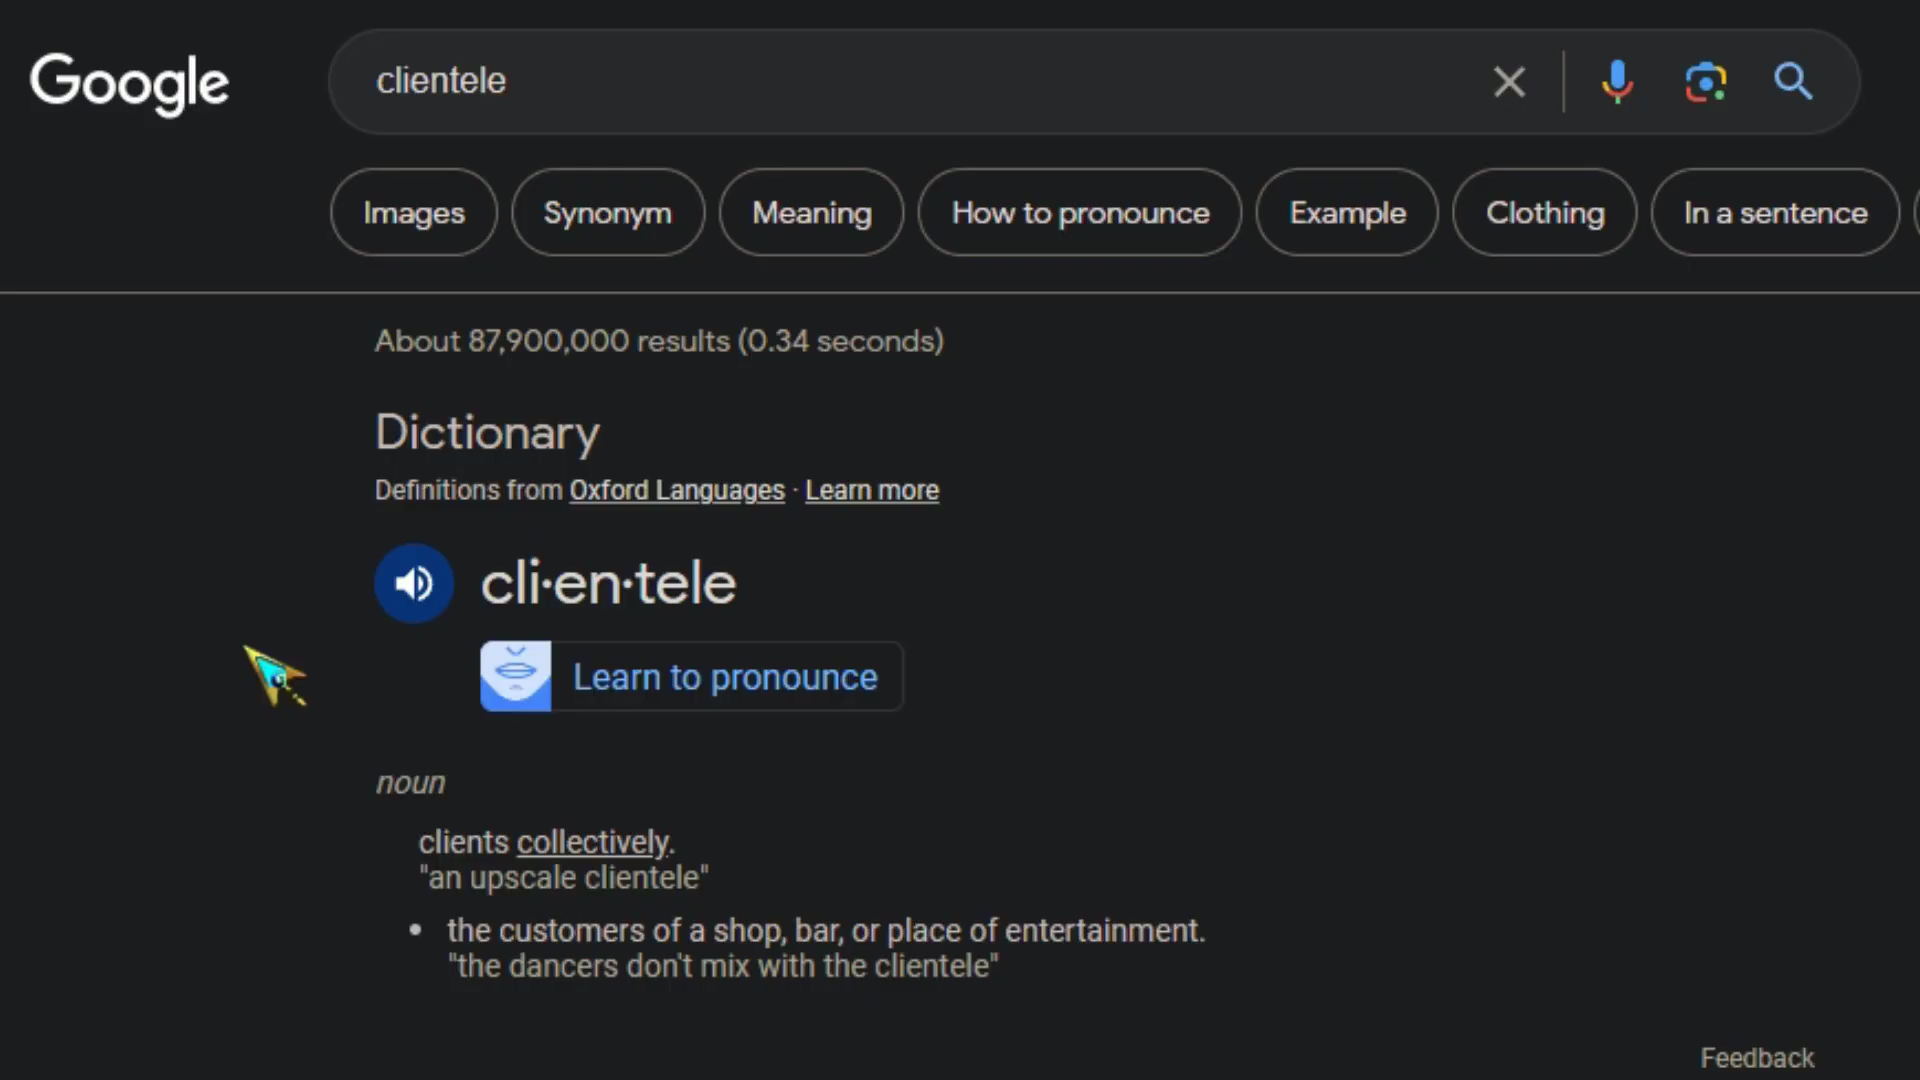 Google
clientele
Images
Synonym
Meaning
How to pronounce
Example
Clothing
In a sentence
About 87,900,000 results (0.34 seconds)
Dictionary
Definitions from Oxford Languages · Learn more
cli·en·tele
Learn to pronounce
noun
clients collectively.
"an upscale clientele"
• the customers of a shop, bar, or place of entertainment.
"the dancers don't mix with the clientele"
Feedback